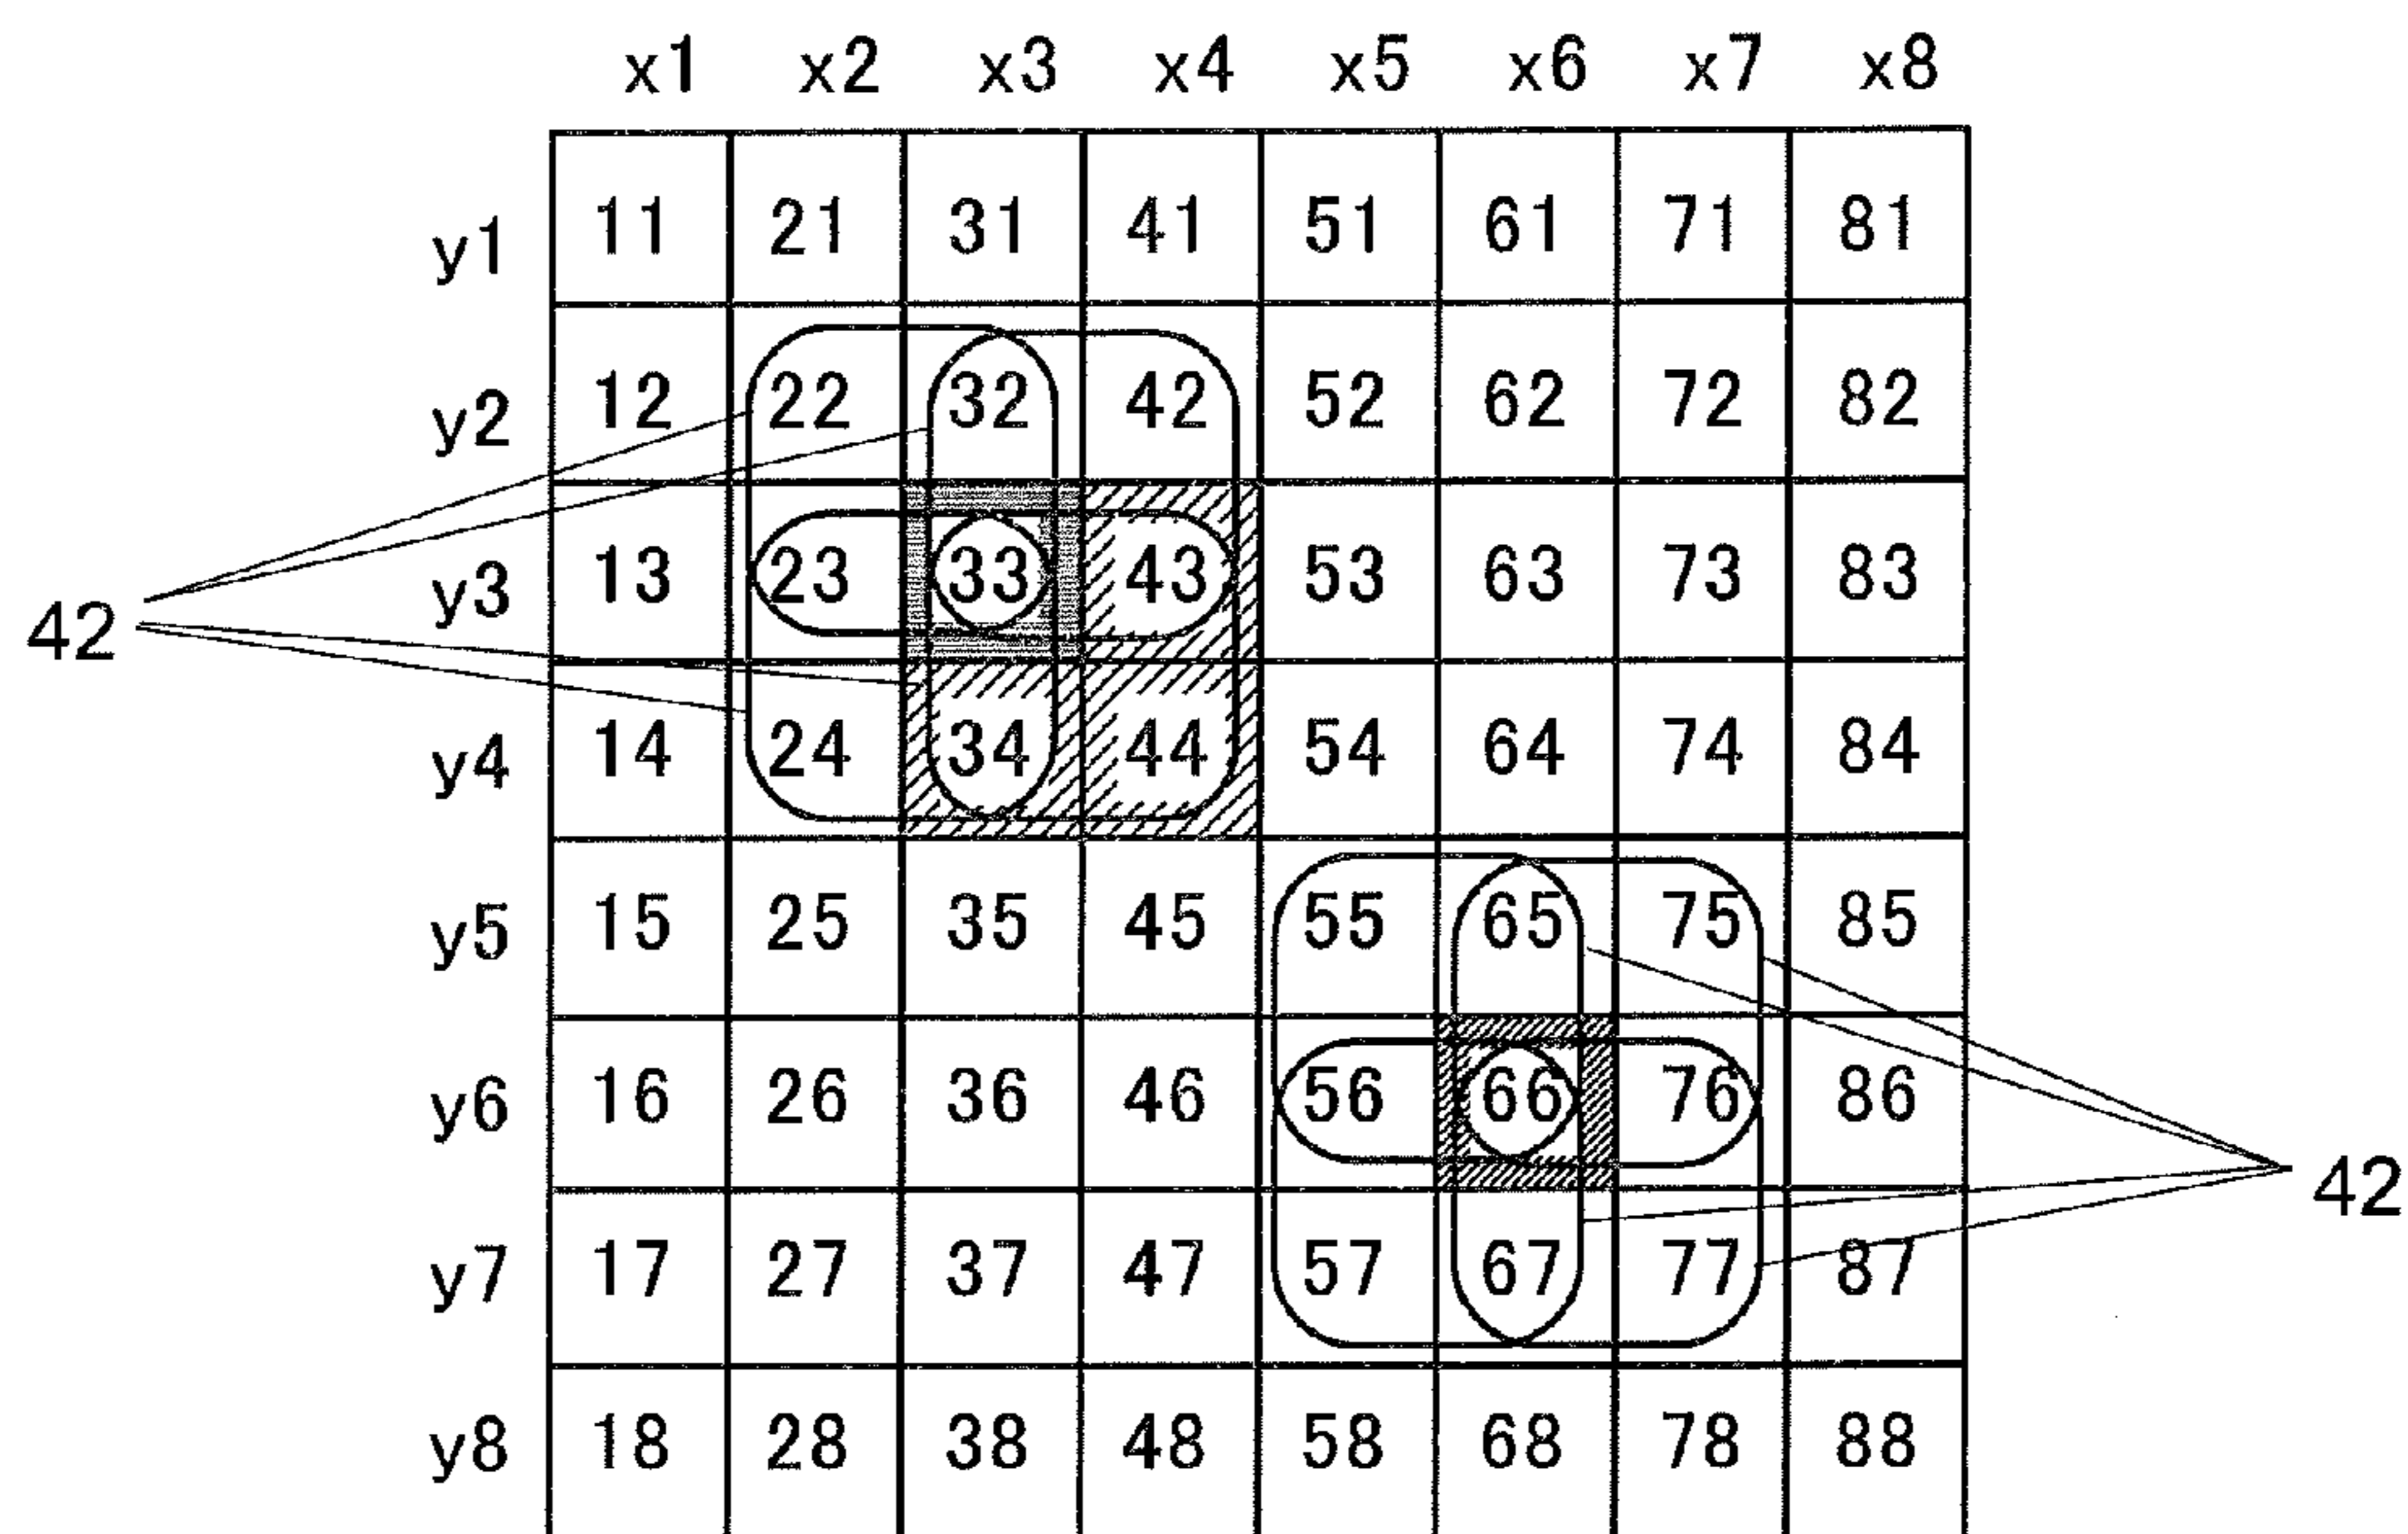 x1 x2 x3 x4 x5 x6 x7 x8
y1 11 21 31 41 51 61 71 81
y2 12 22 32 42 52 62 72 82
y3 13 23 33 43 53 63 73 83
42
y4 14 24 34 44 54 64 74 84
y5 15 25 35 45 55 65 75 85
y6 16 26 36 46 56 66 76 86
42
y7 17 27 37 47 57 67 77 87
y8 18 28 38 48 58 68 78 88